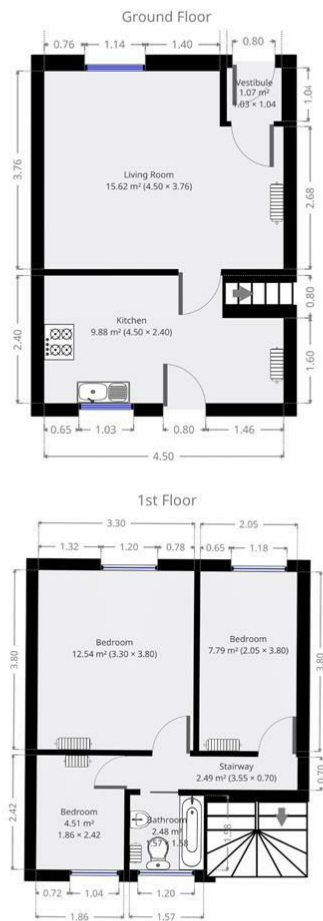 Ground Floor
0.76
1.14
1.40
0.80
Vestibule
1.07 m²
1.03 × 1.04
1.04
3.76
Living Room
15.62 m² (4.50 × 3.76)
2.68
0.80
Kitchen
9.88 m² (4.50 × 2.40)
2.40
1.60
0.65
1.03
0.80
1.46
4.50
1st Floor
3.30
2.05
1.32
1.20
0.78
0.65
1.18
3.80
Bedroom
12.54 m² (3.30 × 3.80)
Bedroom
7.79 m² (2.05 × 3.80)
3.80
Stairway
2.49 m² (3.55 × 0.70)
0.70
2.42
Bedroom
4.51 m²
1.86 × 2.42
Bathroom
2.48 m²
1.57 × 1.58
1.58
0.72
1.04
1.20
1.86
1.57